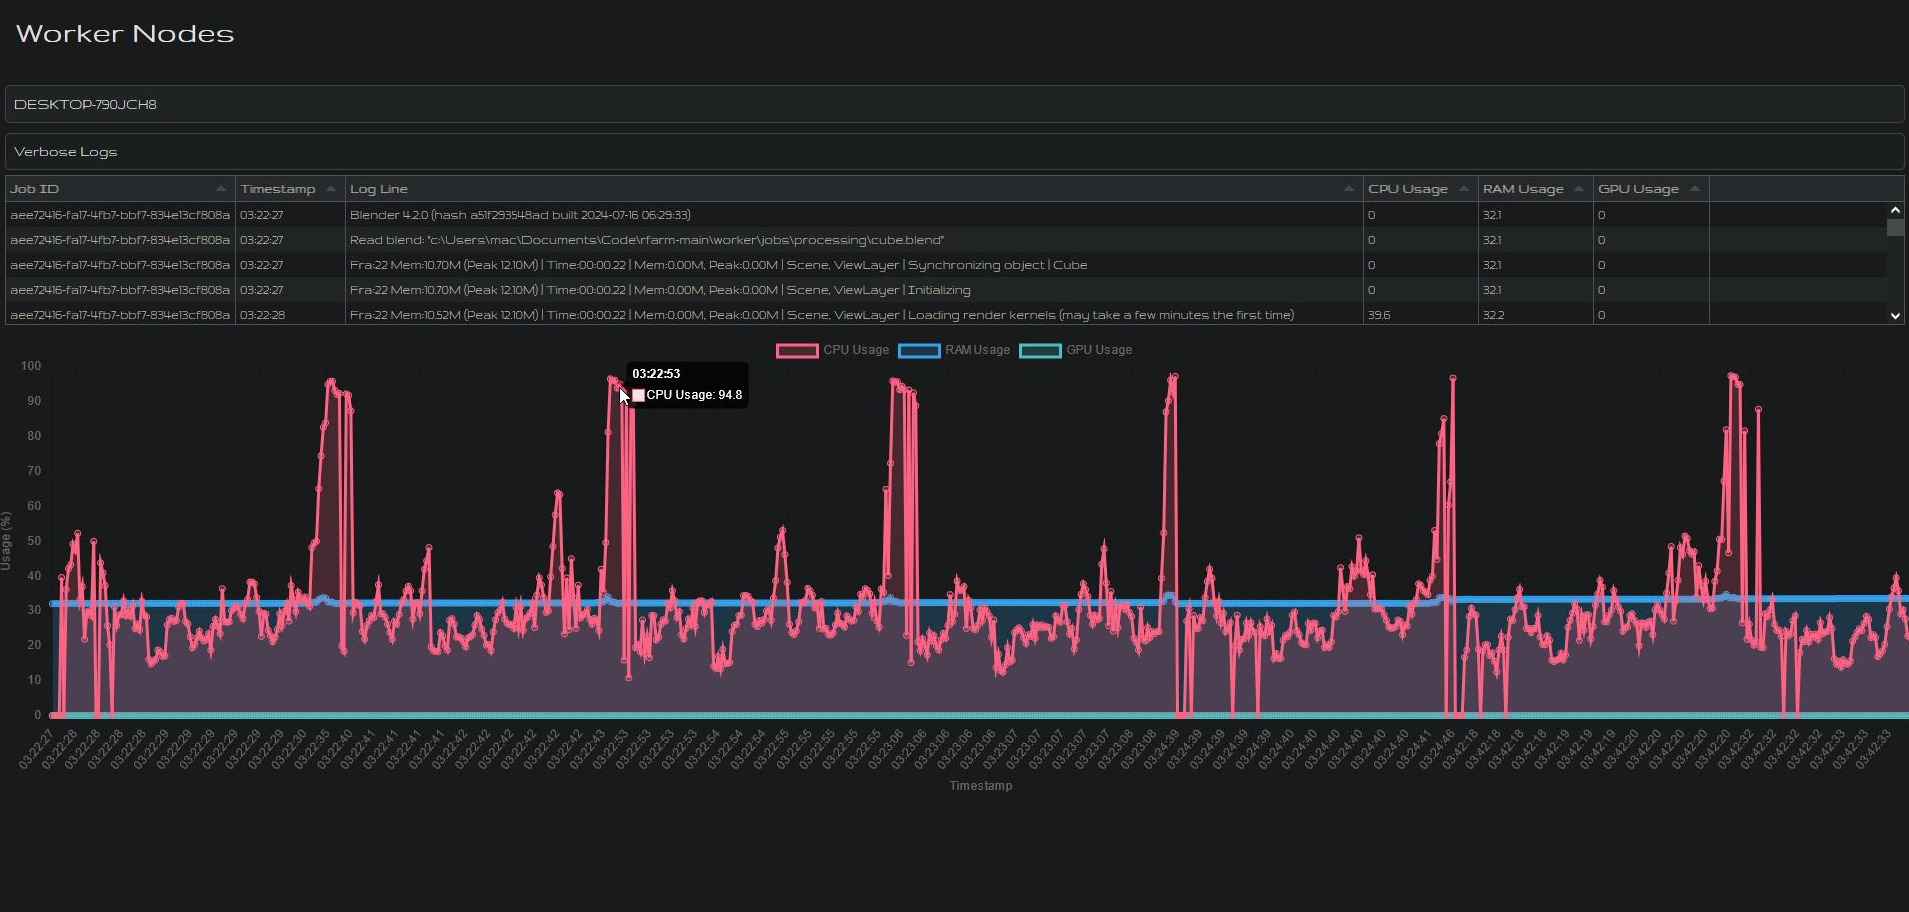 Worker Nodes
DESKTOP-790JCH8
Verbose Logs
Job ID Timestamp Log Line CPU Usage RAM Usage GPU Usage
aee72416-fa17-4fb7-bbf7-834e13cf808a 03:22:27 Blender 4.2.0 (hash a51f293548ad built 2024-07-16 06:29:33) 0 32.1 0
aee72416-fa17-4fb7-bbf7-834e13cf808a 03:22:27 Read blend: "c:\Users\mac\Documents\Code\rfarm-main\worker\jobs\processing\cube.blend" 0 32.1 0
aee72416-fa17-4fb7-bbf7-834e13cf808a 03:22:27 Fra:22 Mem:10.70M (Peak 12.10M) | Time:00:00.22 | Mem:0.00M, Peak:0.00M | Scene, ViewLayer | Synchronizing object | Cube 0 32.1 0
aee72416-fa17-4fb7-bbf7-834e13cf808a 03:22:27 Fra:22 Mem:10.70M (Peak 12.10M) | Time:00:00.22 | Mem:0.00M, Peak:0.00M | Scene, ViewLayer | Initializing 0 32.1 0
aee72416-fa17-4fb7-bbf7-834e13cf808a 03:22:28 Fra:22 Mem:10.52M (Peak 12.10M) | Time:00:00.22 | Mem:0.00M, Peak:0.00M | Scene, ViewLayer | Loading render kernels (may take a few minutes the first time) 39.6 32.2 0
CPU Usage RAM Usage GPU Usage
03:22:53
CPU Usage: 94.8
100
90
80
70
60
50
40
30
20
10
0
Usage (%)
03:22:27 03:22:28 03:22:28 03:22:28 03:22:28 03:22:29 03:22:29 03:22:29 03:22:29 03:22:29 03:22:29 03:22:30 03:22:35 03:22:40 03:22:41 03:22:41 03:22:41 03:22:41 03:22:42 03:22:42 03:22:42 03:22:42 03:22:42 03:22:42 03:22:43 03:22:53 03:22:53 03:22:53 03:22:53 03:22:54 03:22:54 03:22:54 03:22:55 03:22:55 03:22:55 03:22:55 03:22:55 03:23:06 03:23:06 03:23:06 03:23:06 03:23:06 03:23:07 03:23:07 03:23:07 03:23:07 03:23:07 03:23:08 03:23:08 03:24:39 03:24:39 03:24:39 03:24:39 03:24:39 03:24:40 03:24:40 03:24:40 03:24:40 03:24:40 03:24:40 03:24:41 03:24:46 03:42:18 03:42:18 03:42:18 03:42:18 03:42:19 03:42:19 03:42:19 03:42:20 03:42:20 03:42:20 03:42:20 03:42:20 03:42:32 03:42:32 03:42:32 03:42:32 03:42:33 03:42:33 03:42:33
Timestamp